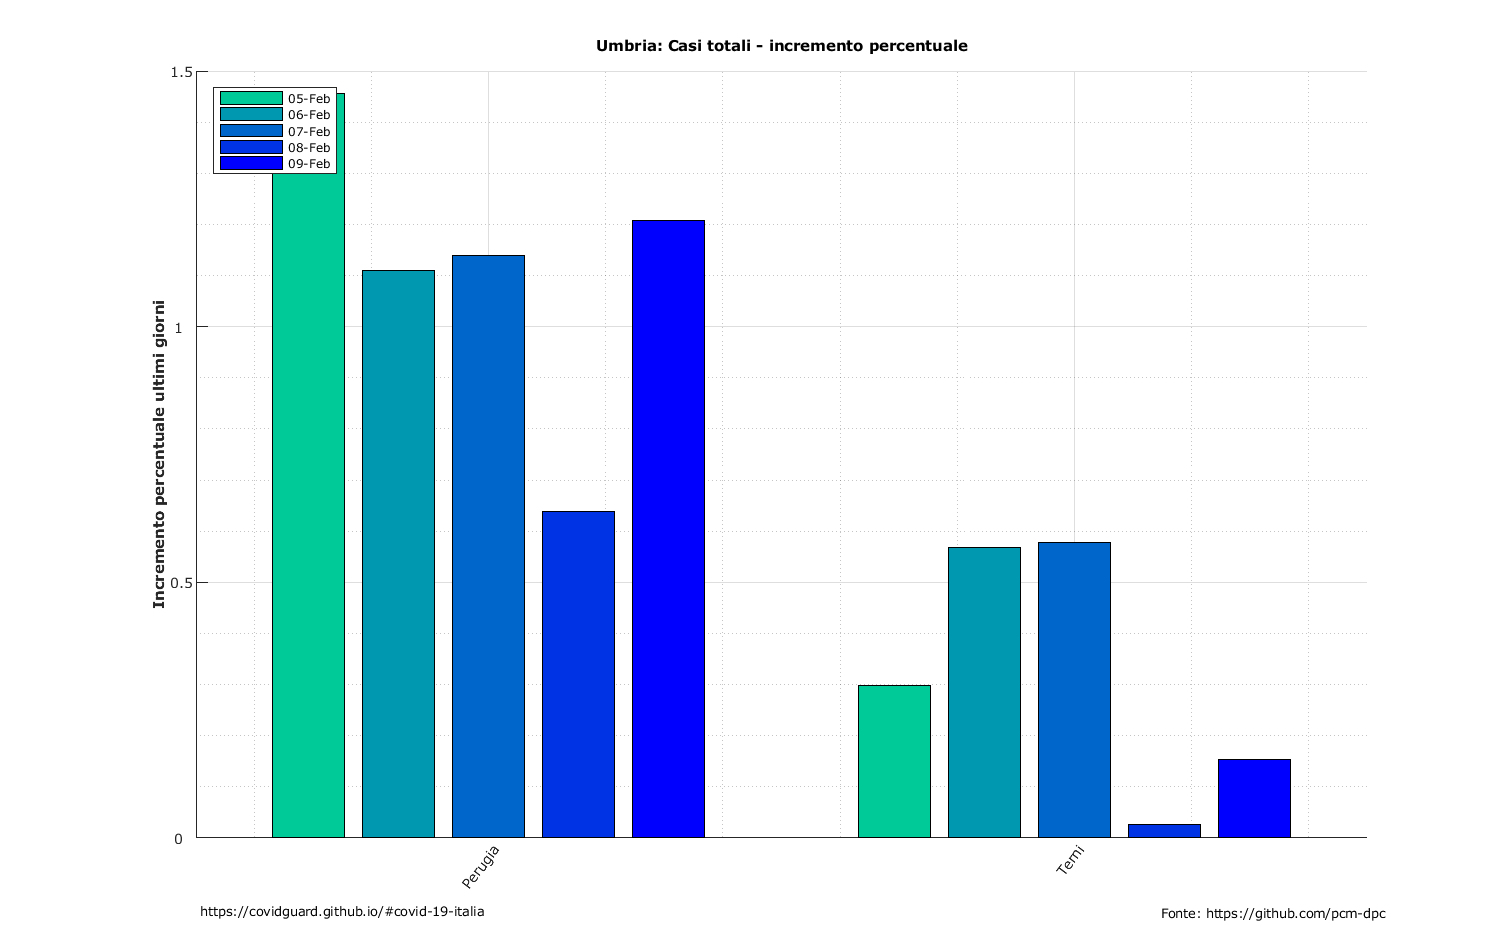 Umbria: Casi totali - incremento percentuale
1.5
05-Feb
06-Feb
07-Feb
08-Feb
09-Feb
1
0.5
0
Incremento percentuale ultimi giorni
Perugia
Terni
https://covidguard.github.io/#covid-19-italia
Fonte: https://github.com/pcm-dpc